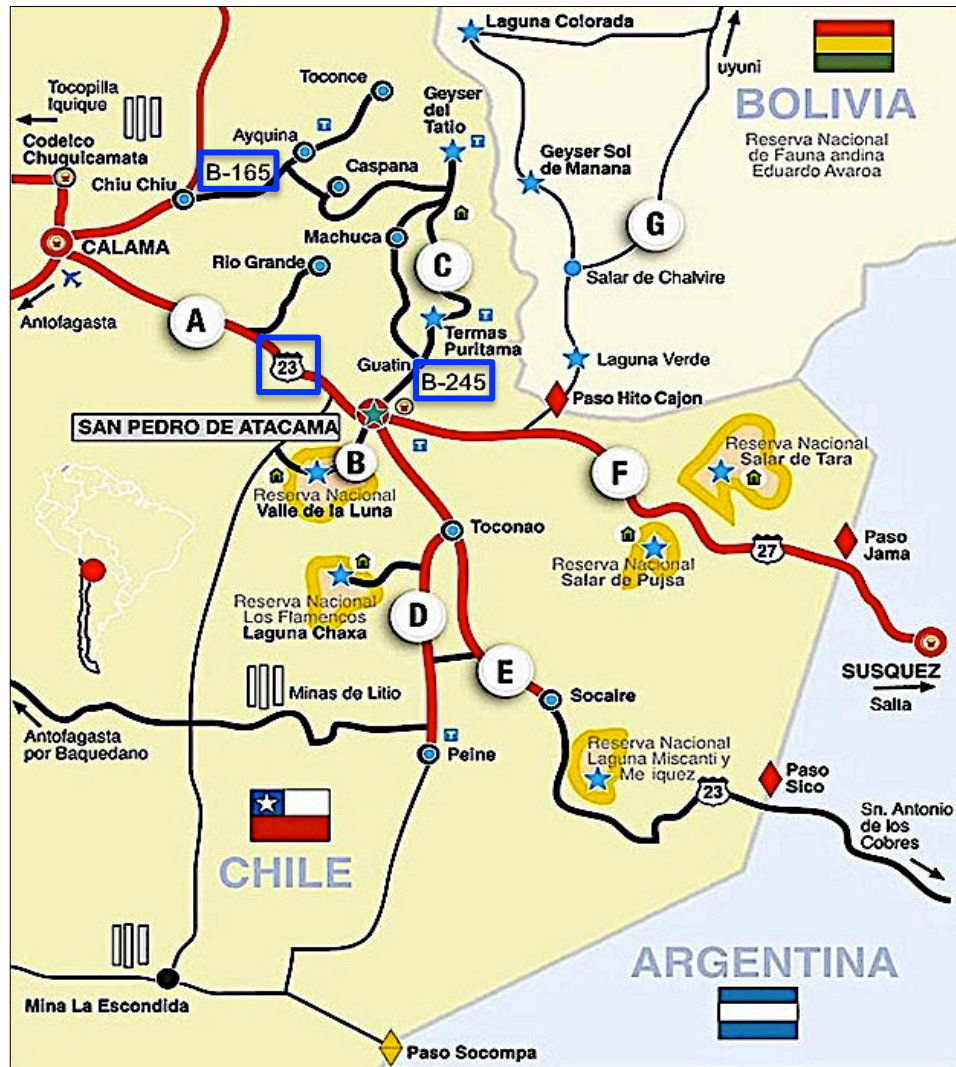 Laguna Colorada
uyuni
BOLIVIA
Reserva Nacional
de Fauna andina
Eduardo Avaroa
Tocopilla
Iquique
Codelco
Chuquicamata
Toconce
Geyser
del
Tatio
Ayquina
B-165
Caspana
Chiu Chiu
Geyser Sol
de Manana
G
CALAMA
Machuca
Rio Grande
C
Salar de Chalvire
Antofagasta
A
Termas
Puritama
23
Guatin
B-245
Laguna Verde
Paso Hito Cajon
SAN PEDRO DE ATACAMA
B
F
Reserva Nacional
Salar de Tara
Reserva Nacional
Valle de la Luna
Toconao
27
Paso
Jama
Reserva Nacional
Salar de Pujsa
Reserva Nacional
Los Flamencos
Laguna Chaxa
D
E
SUSQUEZ
Salla
Minas de Litio
Socaire
Antofagasta
por Baquedano
Peine
Reserva Nacional
Laguna Miscanti y
Me iquez
23
Paso
Sico
Sn. Antonio
de los
Cobres
CHILE
ARGENTINA
Mina La Escondida
Paso Socompa